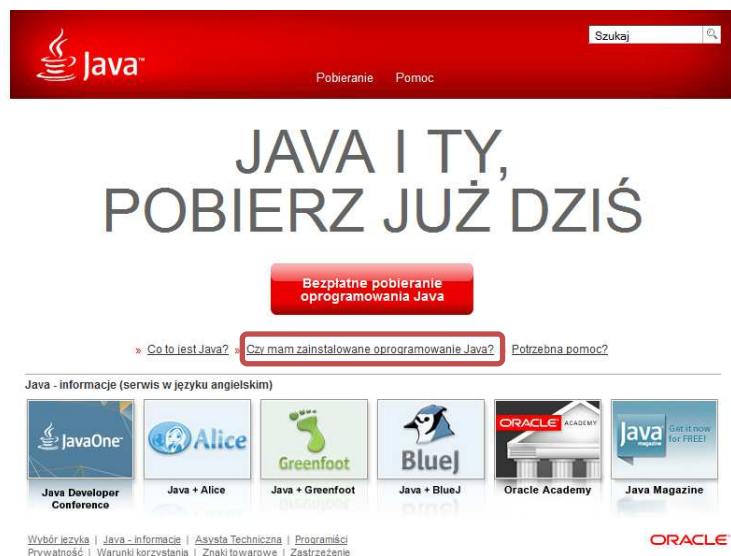 Szukaj
Java™
Pobieranie Pomoc
JAVA I TY,
POBIERZ JUŻ DZIŚ
Bezpłatne pobieranie
oprogramowania Java
» Co to jest Java? » Czy mam zainstalowane oprogramowanie Java? Potrzebna pomoc?
Java - informacje (serwis w języku angielskim)
JavaOne™
Alice
Greenfoot
BlueJ
ORACLE ACADEMY
Java magazine
Get it now
for FREE!
Java Developer
Conference
Java + Alice
Java + Greenfoot
Java + BlueJ
Oracle Academy
Java Magazine
Wybór języka | Java - informacje | Asysta Techniczna | Programiści
Prywatność | Warunki korzystania | Znaki towarowe | Zastrzeżenie
ORACLE